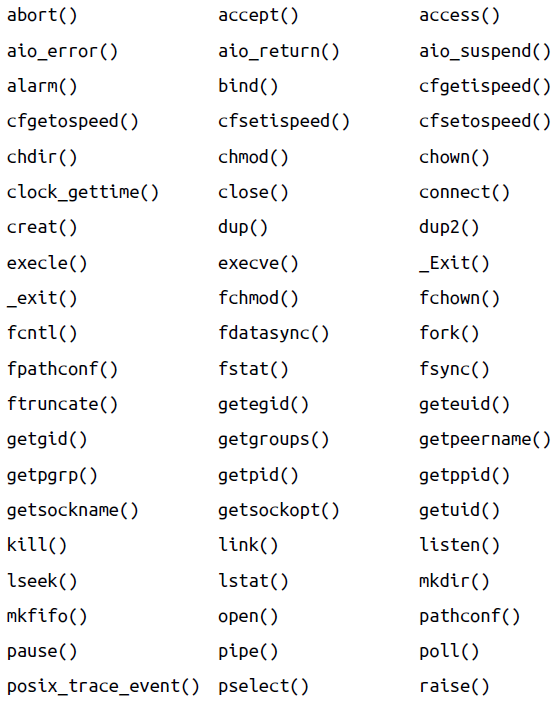 abort() accept() access()
aio_error() aio_return() aio_suspend()
alarm() bind() cfgetispeed()
cfgetospeed() cfsetispeed() cfsetospeed()
chdir() chmod() chown()
clock_gettime() close() connect()
creat() dup() dup2()
execle() execve() _Exit()
_exit() fchmod() fchown()
fcntl() fdatasync() fork()
fpathconf() fstat() fsync()
ftruncate() getegid() geteuid()
getgid() getgroups() getpeername()
getpgrp() getpid() getppid()
getsockname() getsockopt() getuid()
kill() link() listen()
lseek() lstat() mkdir()
mkfifo() open() pathconf()
pause() pipe() poll()
posix_trace_event() pselect() raise()